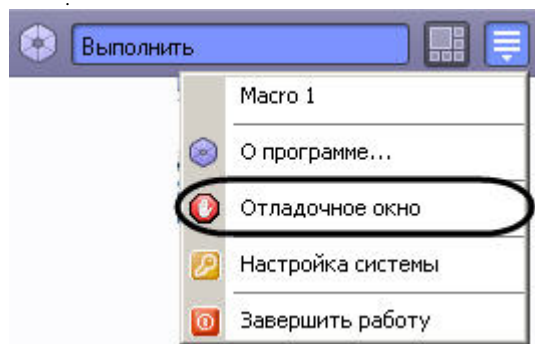 Выполнить
Macro 1
О программе...
Отладочное окно
Настройка системы
Завершить работу